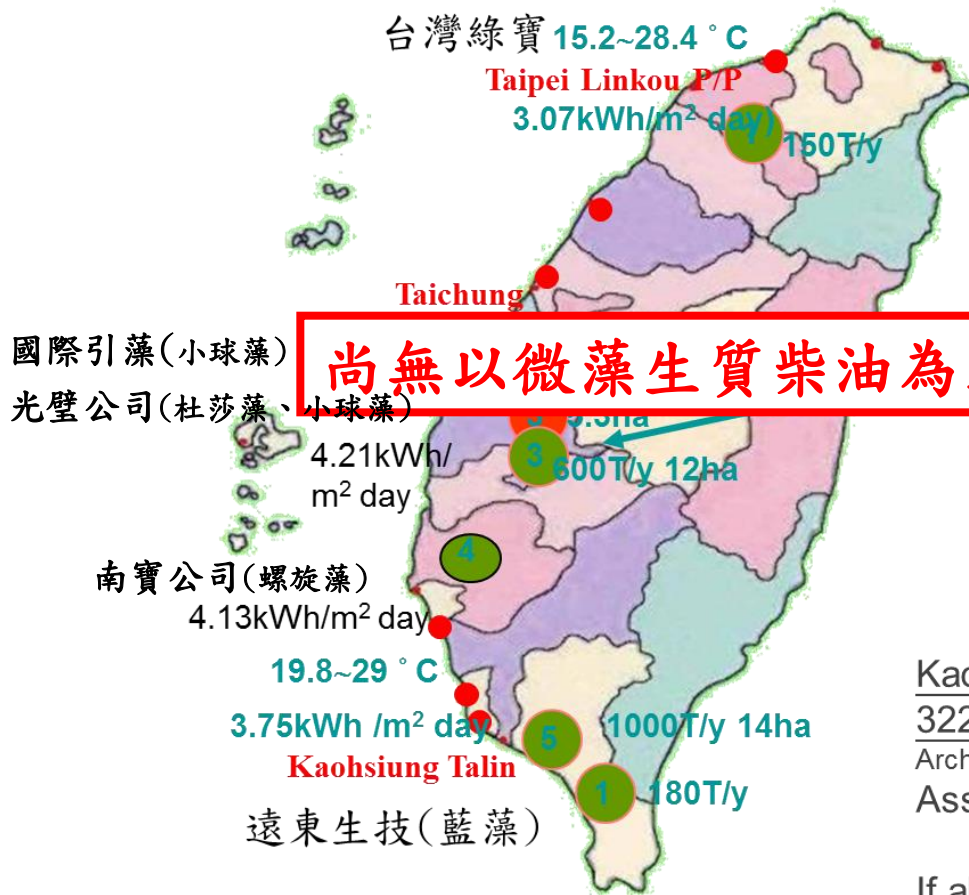 台灣綠寶 15.2~28.4 °C
Taipei Linkou P/P
3.07kWh/m² day)
150T/y
Taichung
國際引藻(小球藻)
尚無以微藻生質柴油為
光壁公司(杜莎藻、小球藻)
4.21kWh/
m² day
3
600T/y 12ha
4
南寶公司(螺旋藻)
4.13kWh/m² day
19.8~29 °C
3.75kWh /m² day
5
1000T/y 14ha
Kaohsiung Talin
1
180T/y
遠東生技(藍藻)
Kao
322
Arch
Ass
If a